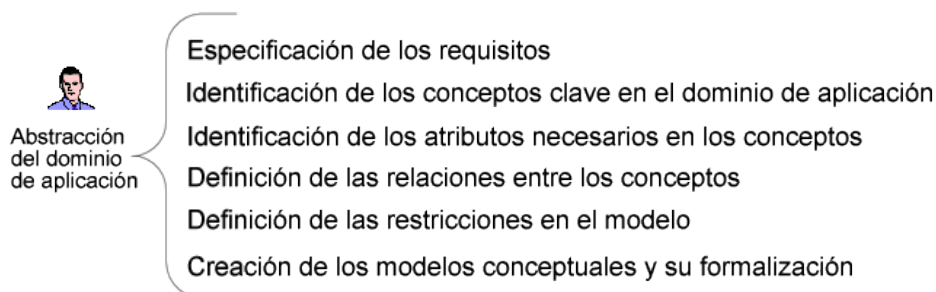 Especificación de los requisitos
Identificación de los conceptos clave en el dominio de aplicación
Abstracción
del dominio
de aplicación
Identificación de los atributos necesarios en los conceptos
Definición de las relaciones entre los conceptos
Definición de las restricciones en el modelo
Creación de los modelos conceptuales y su formalización